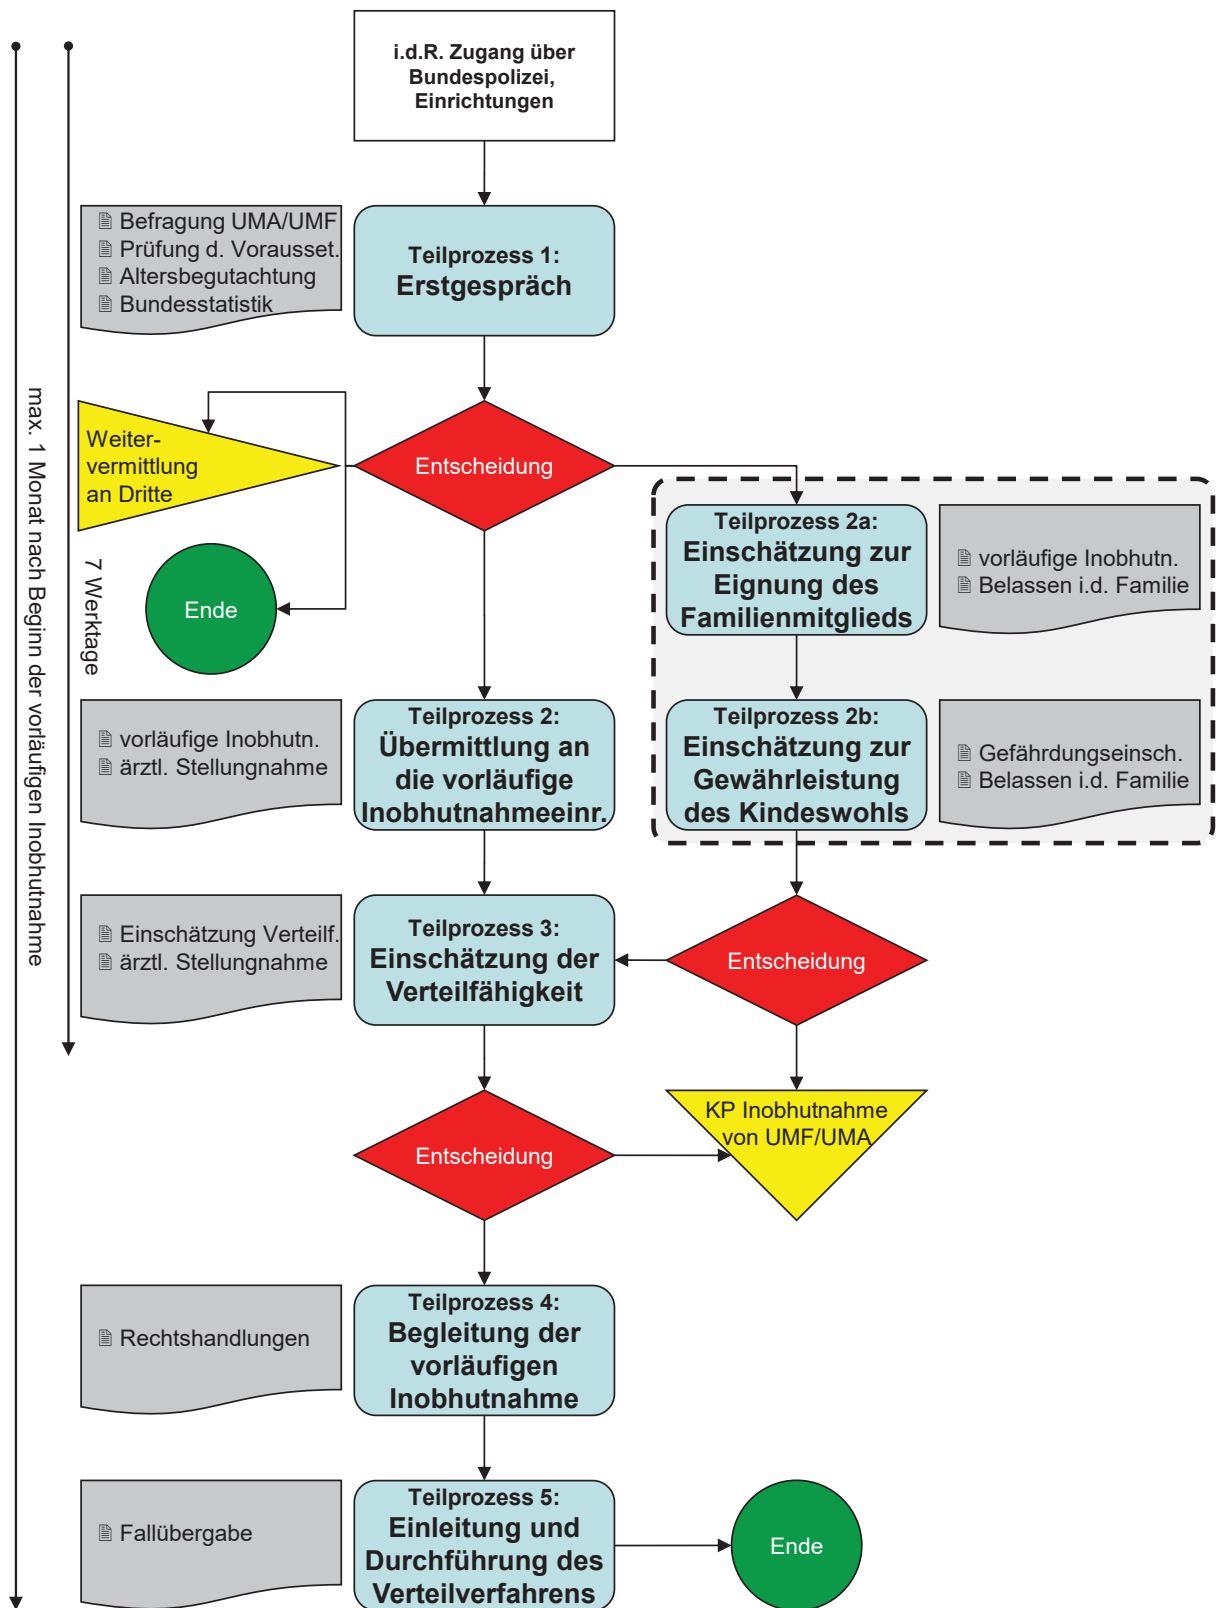 i.d.R. Zugang über
Bundespolizei,
Einrichtungen
Befragung UMA/UMF
Prüfung d. Vorausset.
Altersbegutachtung
Bundesstatistik
Teilprozess 1:
Erstgespräch
Weiter-
vermittlung
an Dritte
Entscheidung
Ende
Teilprozess 2a:
Einschätzung zur
Eignung des
Familienmitglieds
vorläufige Inobhutn.
Belassen i.d. Familie
7 Werktage
max. 1 Monat nach Beginn der vorläufigen Inobhutnahme
vorläufige Inobhutn.
ärztl. Stellungnahme
Teilprozess 2:
Übermittlung an
die vorläufige
Inobhutnahmeeinr.
Teilprozess 2b:
Einschätzung zur
Gewährleistung
des Kindeswohls
Gefährdungseinsch.
Belassen i.d. Familie
Einschätzung Verteilf.
ärztl. Stellungnahme
Teilprozess 3:
Einschätzung der
Verteilfähigkeit
Entscheidung
Entscheidung
KP Inobhutnahme
von UMF/UMA
Rechtshandlungen
Teilprozess 4:
Begleitung der
vorläufigen
Inobhutnahme
Fallübergabe
Teilprozess 5:
Einleitung und
Durchführung des
Verteilverfahrens
Ende